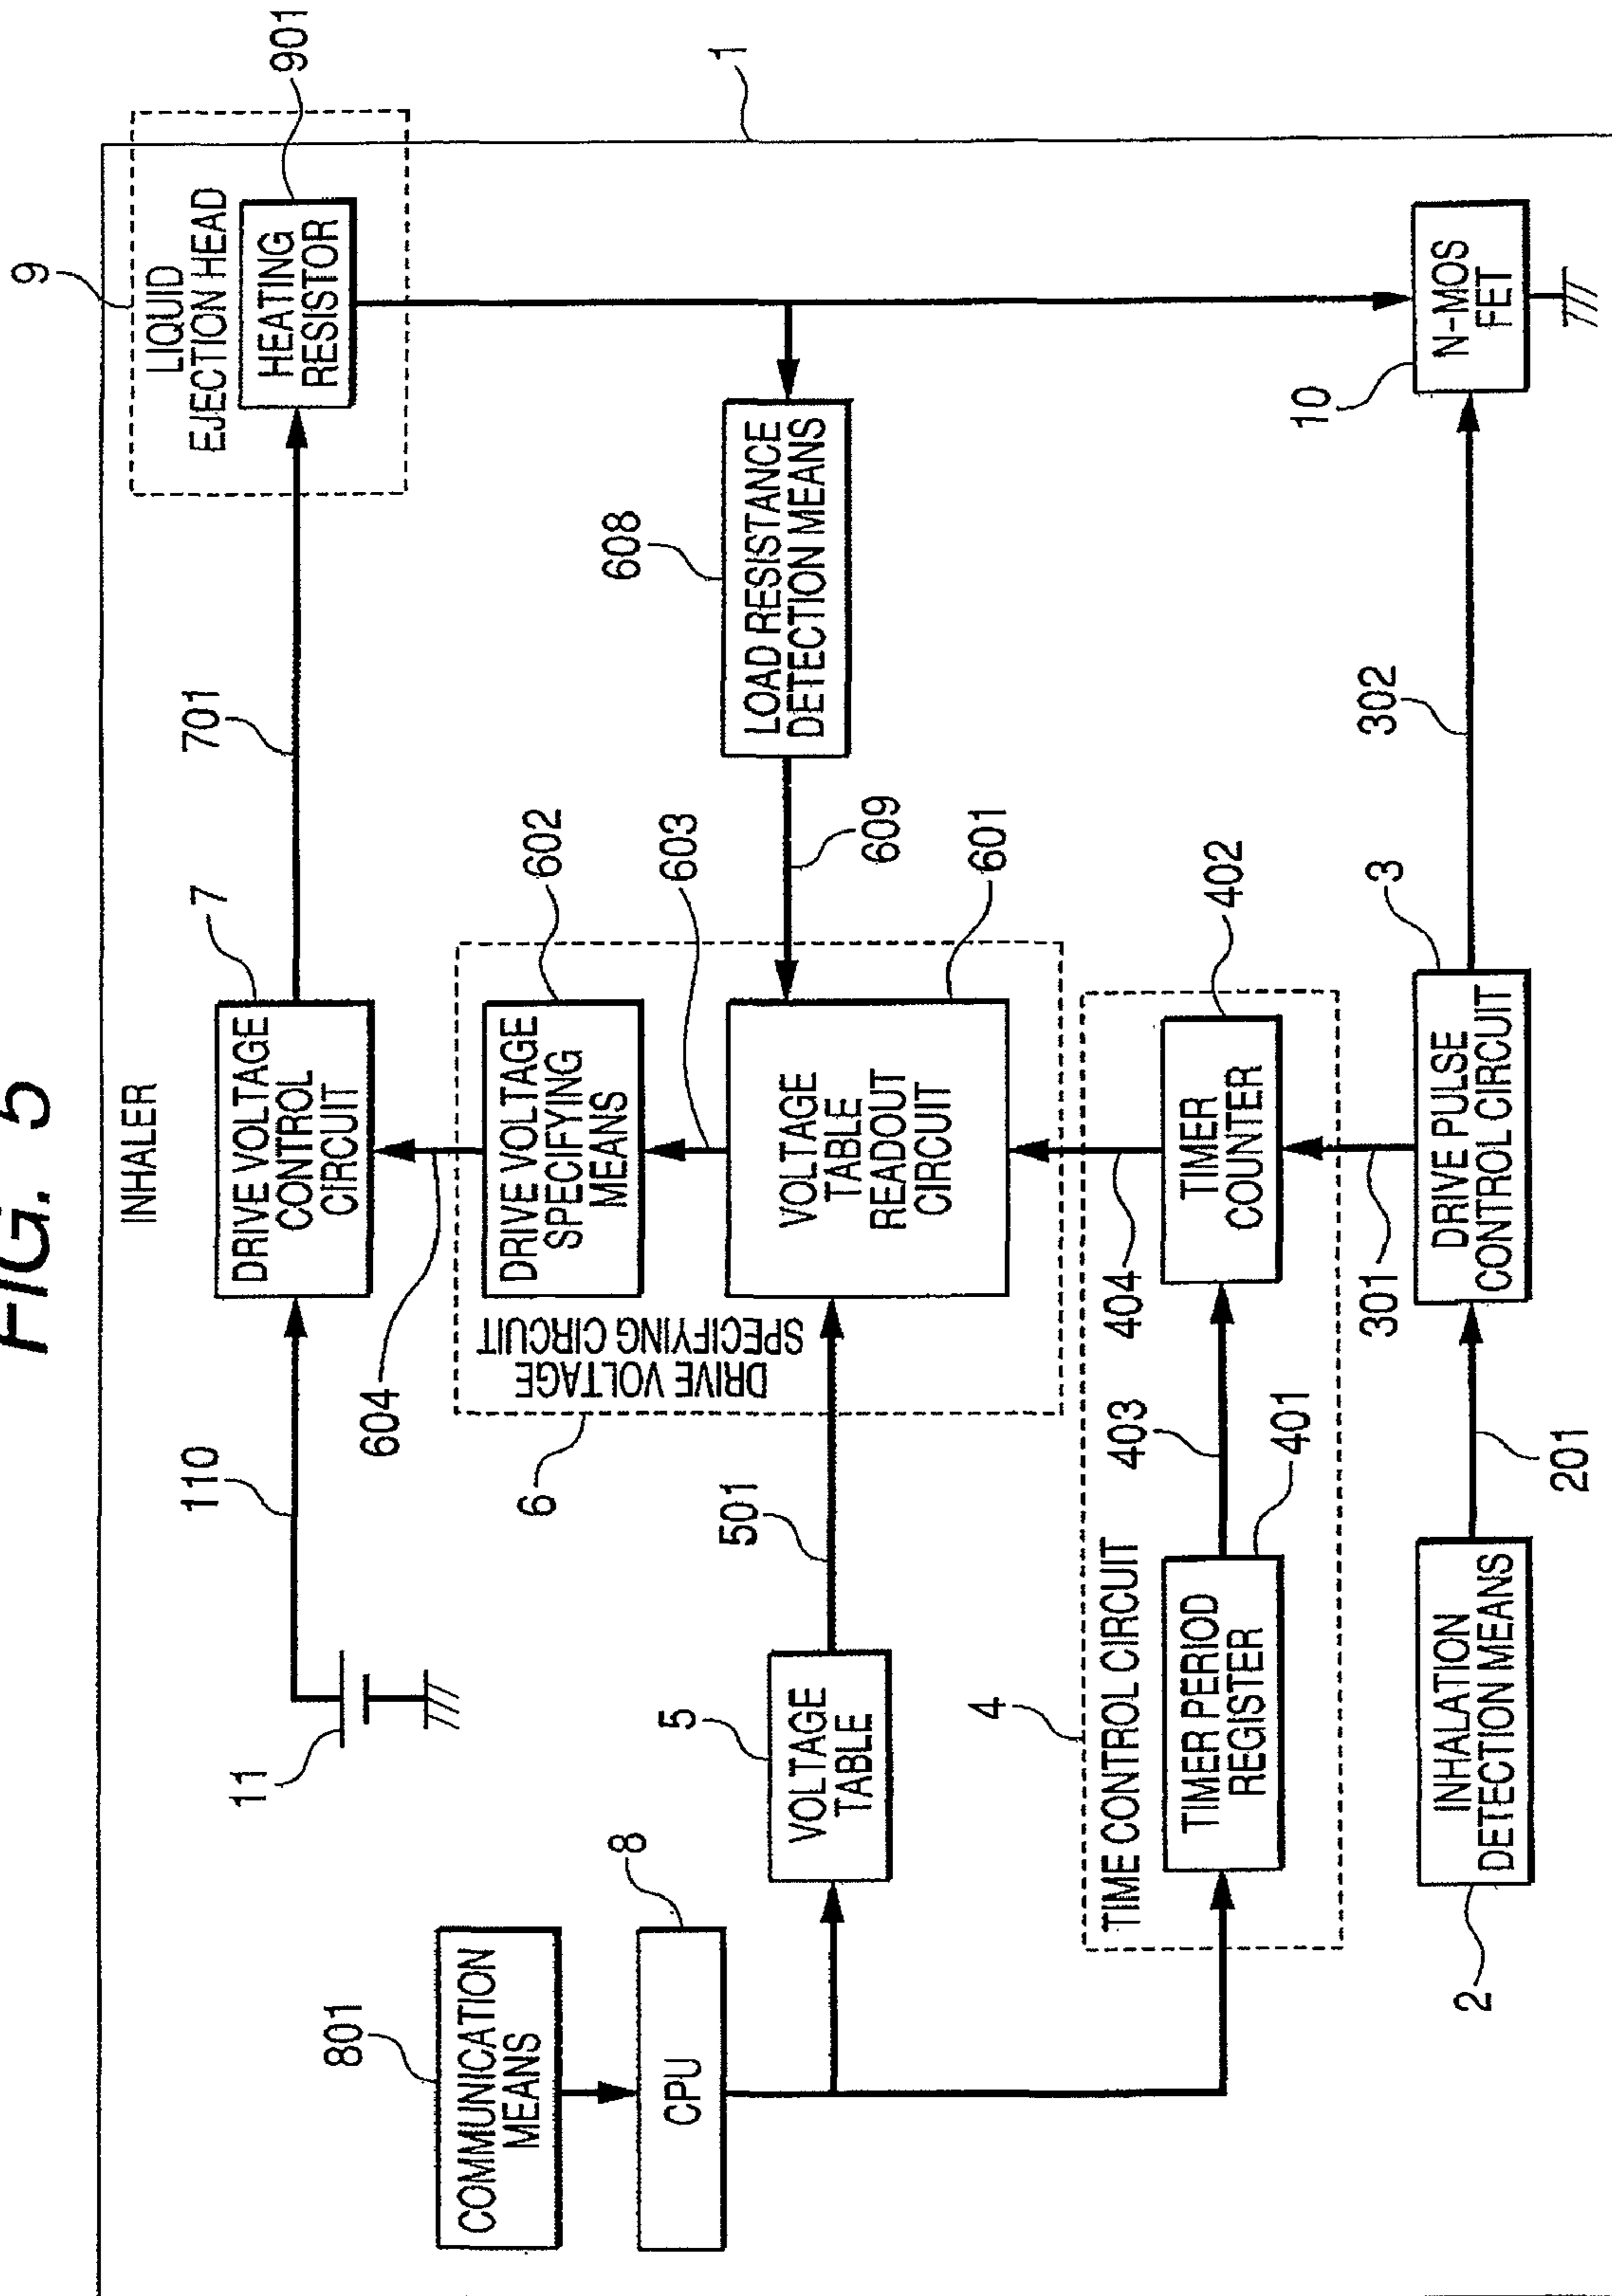 FIG. 5
INHALER
1
9
LIQUID
EJECTION HEAD
HEATING
RESISTOR
901
7
DRIVE VOLTAGE
CONTROL
CIRCUIT
701
110
11
604
602
DRIVE VOLTAGE
SPECIFYING
MEANS
603
DRIVE VOLTAGE
SPECIFYING CIRCUIT
6
608
LOAD RESISTANCE
DETECTION MEANS
609
601
VOLTAGE
TABLE
READOUT
CIRCUIT
501
5
VOLTAGE
TABLE
801
COMMUNICATION
MEANS
8
CPU
4
TIME CONTROL CIRCUIT
TIMER PERIOD
REGISTER
401
403
404
402
TIMER
COUNTER
301
3
DRIVE PULSE
CONTROL CIRCUIT
302
10
N-MOS
FET
201
INHALATION
DETECTION MEANS
2